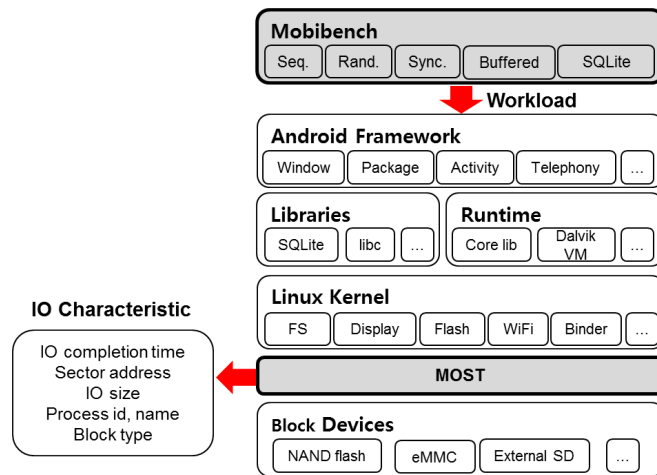 Mobibench
Seq. Rand. Sync. Buffered SQLite
Workload
Android Framework
Window Package Activity Telephony ...
Libraries
SQLite libc ...
Runtime
Core lib Dalvik VM ...
Linux Kernel
FS Display Flash WiFi Binder ...
MOST
IO Characteristic
IO completion time
Sector address
IO size
Process id, name
Block type
Block Devices
NAND flash eMMC External SD ...